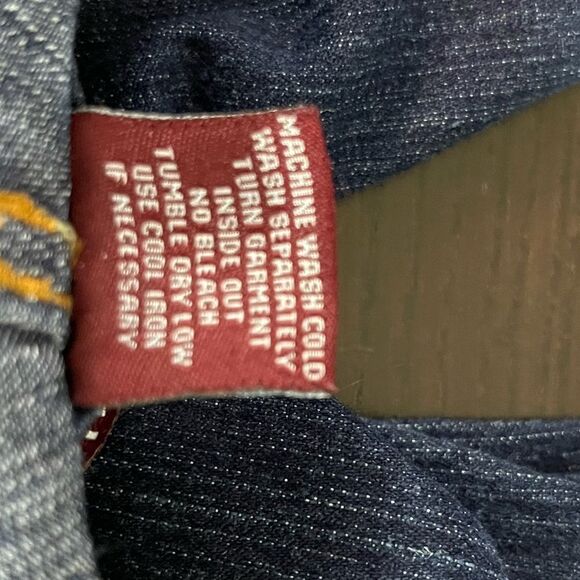 MACHINE WASH COLD
WASH SEPARATELY
TURN GARMENT
INSIDE OUT
NO BLEACH
TUMBLE DRY LOW
USE COOL IRON
IF NECESSARY